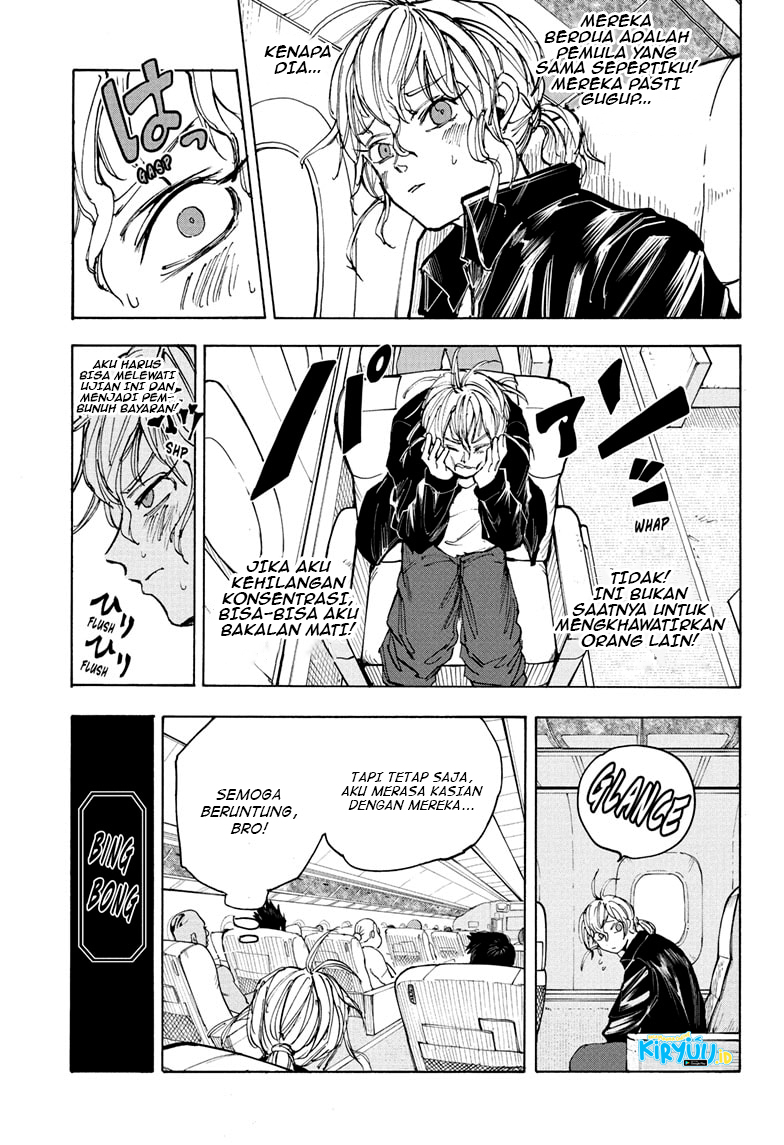 MEREKA
BERDUA ADALAH
PEMULA YANG
SAMA SEPERTIKU!
MEREKA PASTI
GUGUP...
KENAPA
DIA...
はっ
GASP
パアンッ
WHAP
TIDAK!
INI BUKAN
SAATNYA UNTUK
MENGKHAWATIRKAN
ORANG LAIN!
JIKA AKU
KEHILANGAN
KONSENTRASI,
BISA-BISA AKU
BAKALAN MATI!
AKU HARUS
BISA MELEWATI
UJIAN INI DAN
MENJADI PEM-
BUNUH BAYARAN!
SHP
ひり
FLUSH
ひり
FLUSH
GLANCE
TAPI TETAP SAJA,
AKU MERASA KASIAN
DENGAN MEREKA...
SEMOGA
BERUNTUNG,
BRO!
BING
BONG
KIRYUU.ID